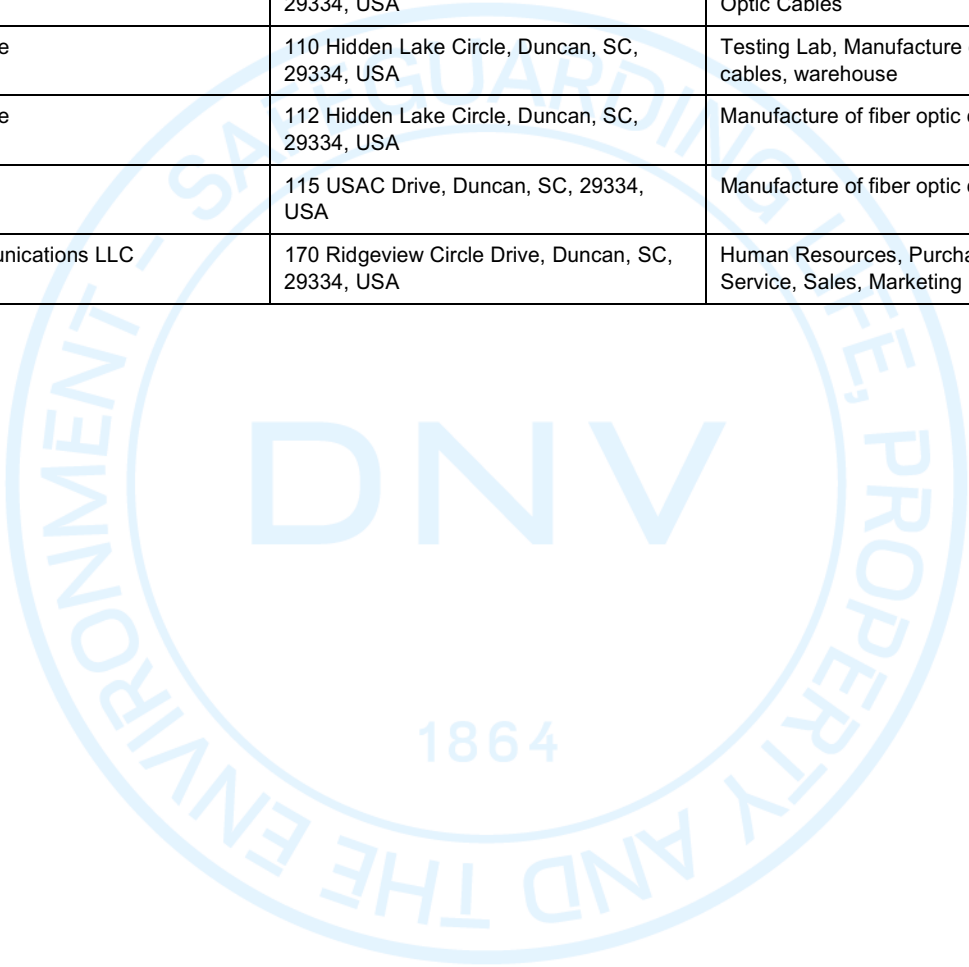 29334, USA
Optic Cables
110 Hidden Lake Circle, Duncan, SC,
29334, USA
Testing Lab, Manufacture
cables, warehouse
112 Hidden Lake Circle, Duncan, SC,
29334, USA
Manufacture of fiber optic
115 USAC Drive, Duncan, SC, 29334,
USA
Manufacture of fiber optic
LLC
170 Ridgeview Circle Drive, Duncan, SC,
29334, USA
Human Resources,
Service, Sales, Marketing
SAFEGUARDING LIFE, PROPERTY AND THE ENVIRONMENT –
DNV
1864